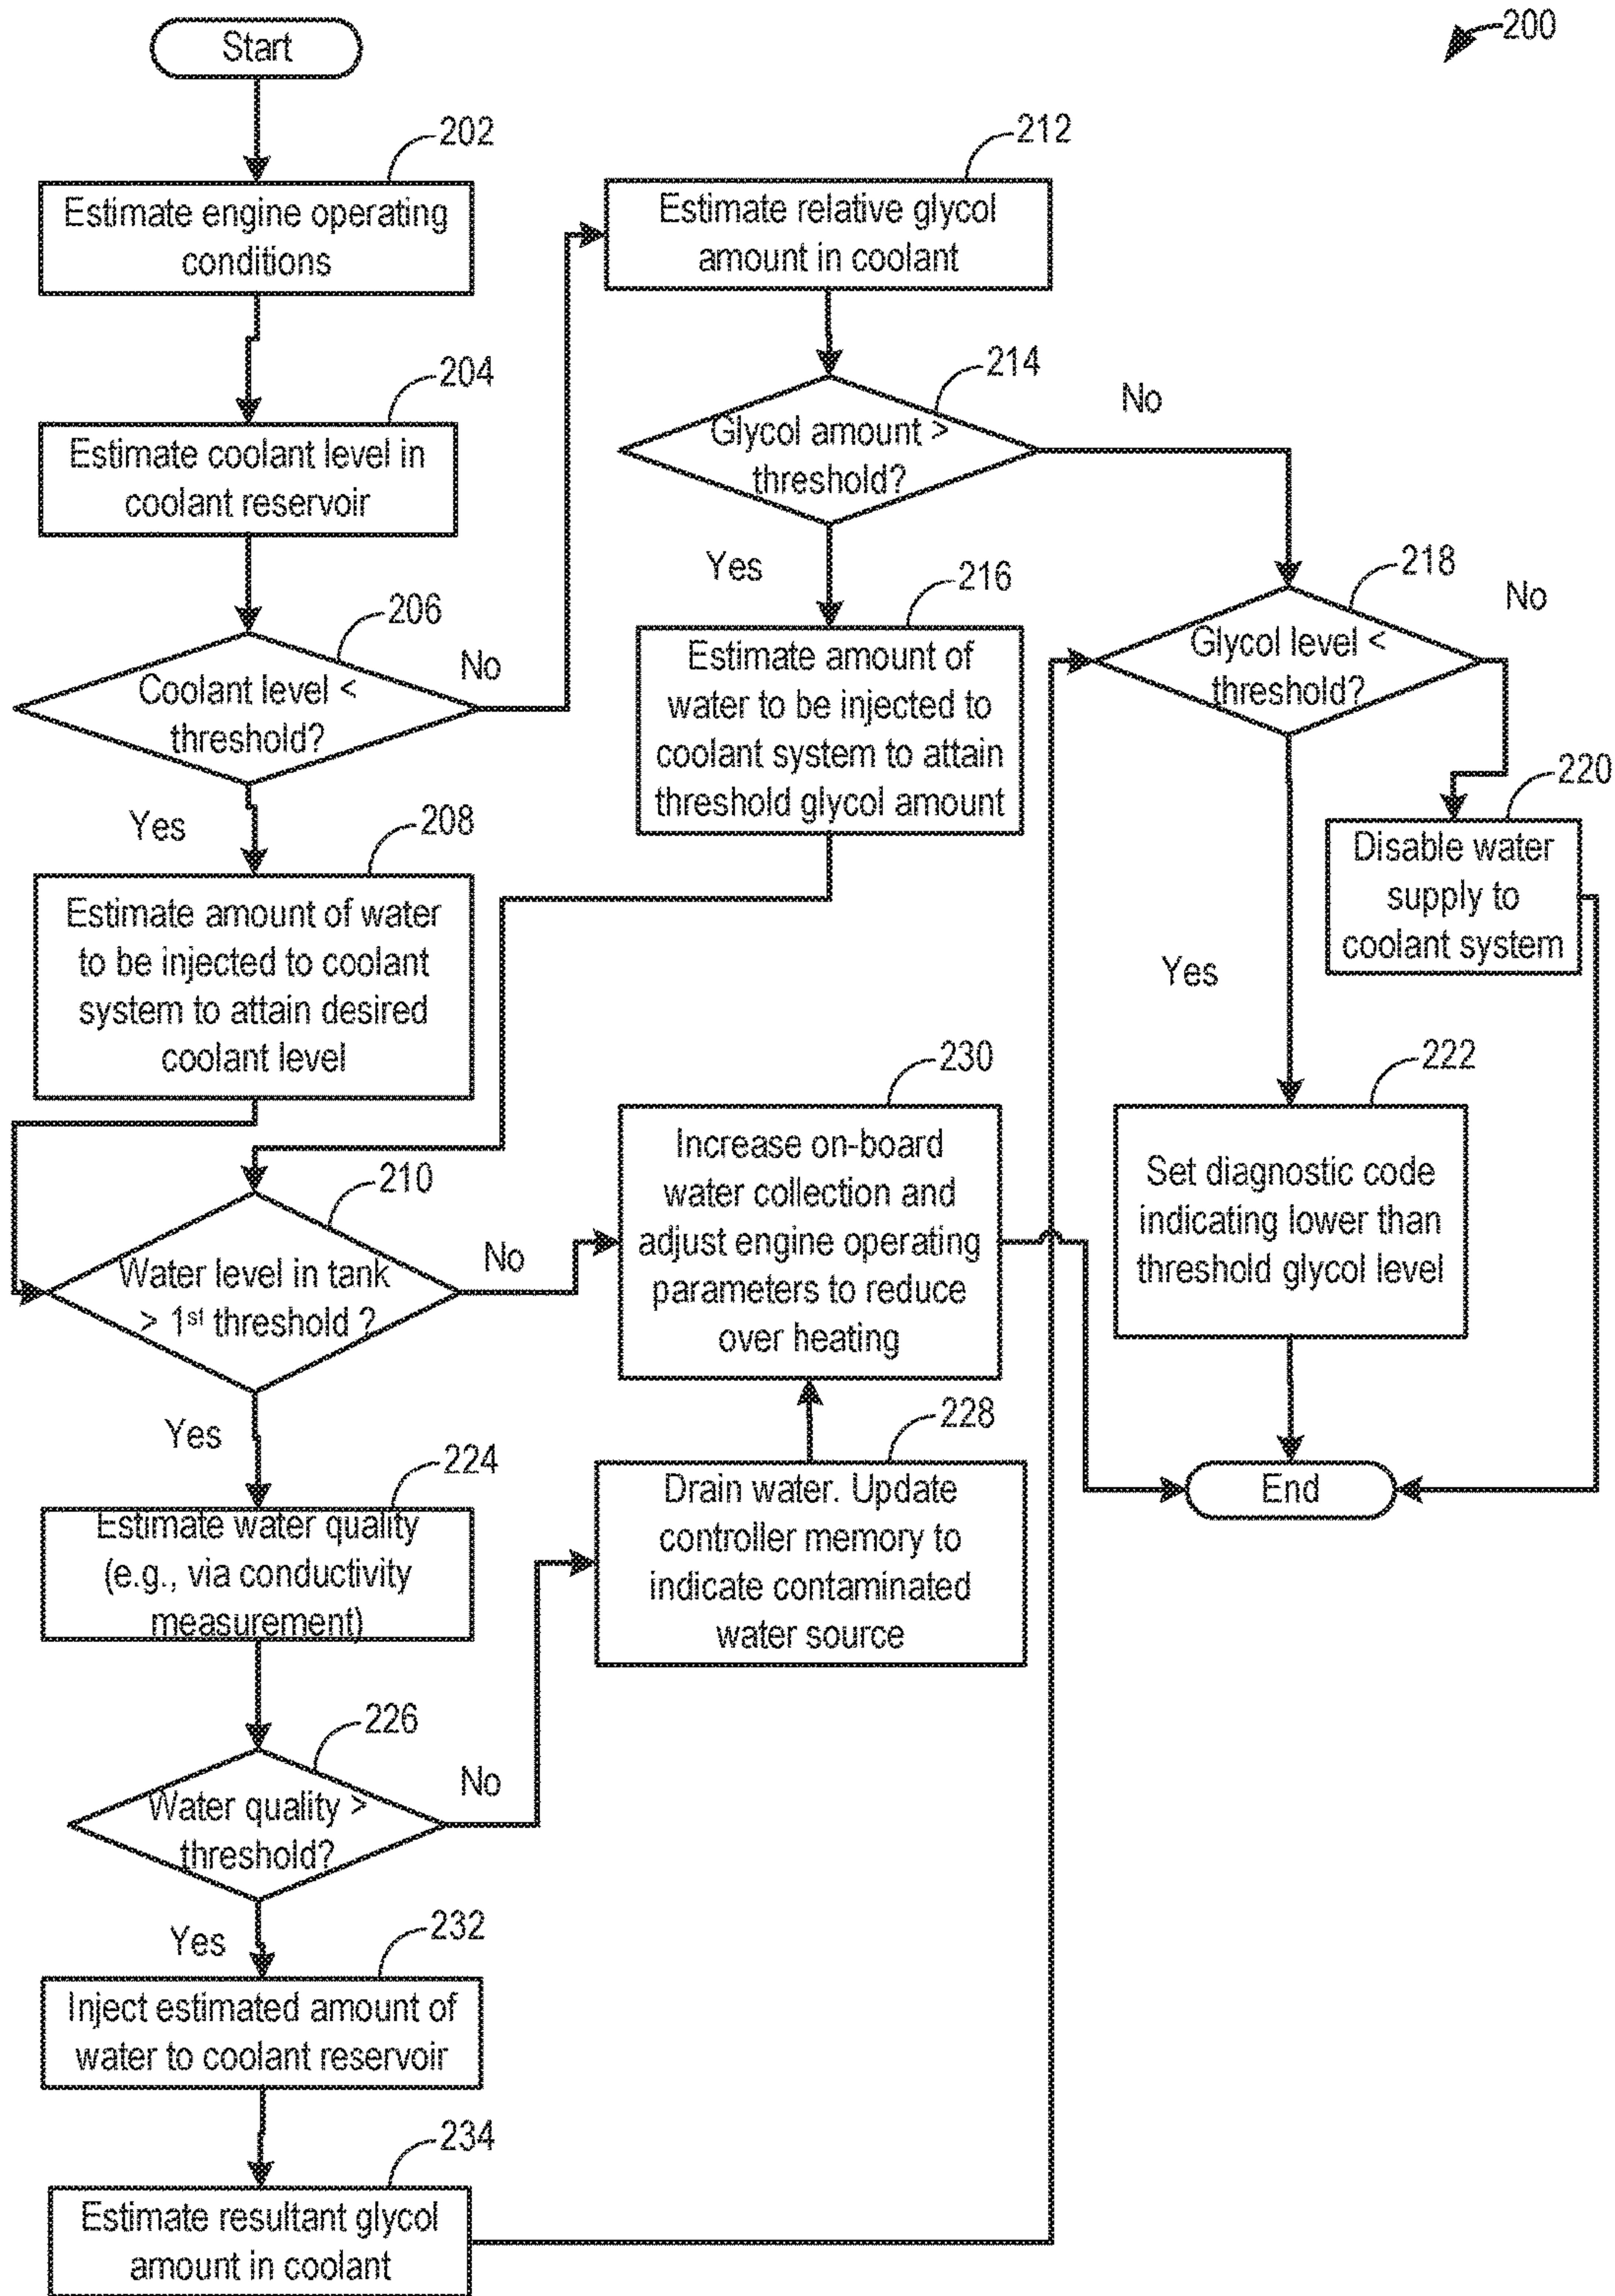 200
Start
202
Estimate engine operating
conditions
204
Estimate coolant level in
coolant reservoir
206
Coolant level <
threshold?
No
Yes
208
Estimate amount of water
to be injected to coolant
system to attain desired
coolant level
210
Water level in tank
> 1st threshold ?
No
Yes
224
Estimate water quality
(e.g., via conductivity
measurement)
226
Water quality >
threshold?
No
Yes
232
Inject estimated amount of
water to coolant reservoir
234
Estimate resultant glycol
amount in coolant
212
Estimate relative glycol
amount in coolant
214
Glycol amount >
threshold?
No
Yes
216
Estimate amount of
water to be injected to
coolant system to attain
threshold glycol amount
230
Increase on-board
water collection and
adjust engine operating
parameters to reduce
over heating
228
Drain water. Update
controller memory to
indicate contaminated
water source
218
Glycol level <
threshold?
No
Yes
220
Disable water
supply to
coolant system
222
Set diagnostic code
indicating lower than
threshold glycol level
End